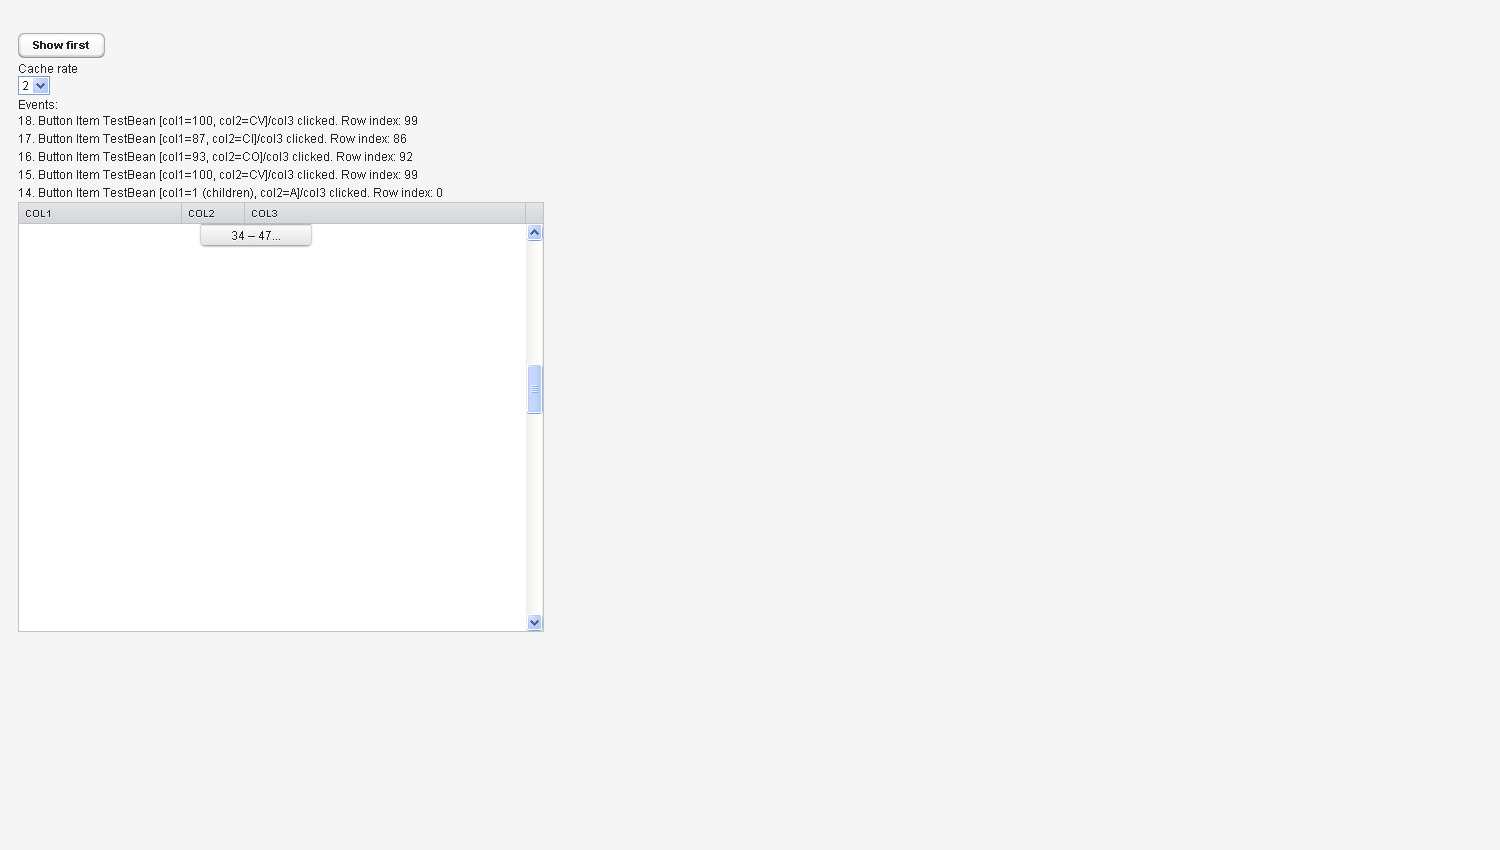 Show first
Cache rate
2
Events:
18. Button Item TestBean [col1=100, col2=CV]/col3 clicked. Row index: 99
17. Button Item TestBean [col1=87, col2=CI]/col3 clicked. Row index: 86
16. Button Item TestBean [col1=93, col2=CO]/col3 clicked. Row index: 92
15. Button Item TestBean [col1=100, col2=CV]/col3 clicked. Row index: 99
14. Button Item TestBean [col1=1 (children), col2=A]/col3 clicked. Row index: 0
COL1 COL2 COL3
34 – 47...